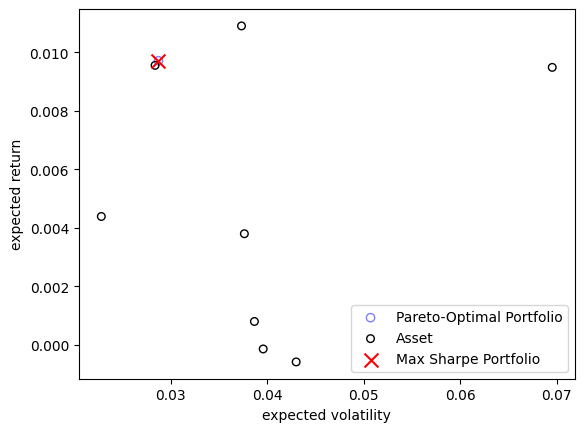 expected return
0.010
0.008
0.006
0.004
0.002
0.000
Pareto-Optimal Portfolio
Asset
Max Sharpe Portfolio
0.03 0.04 0.05 0.06 0.07
expected volatility